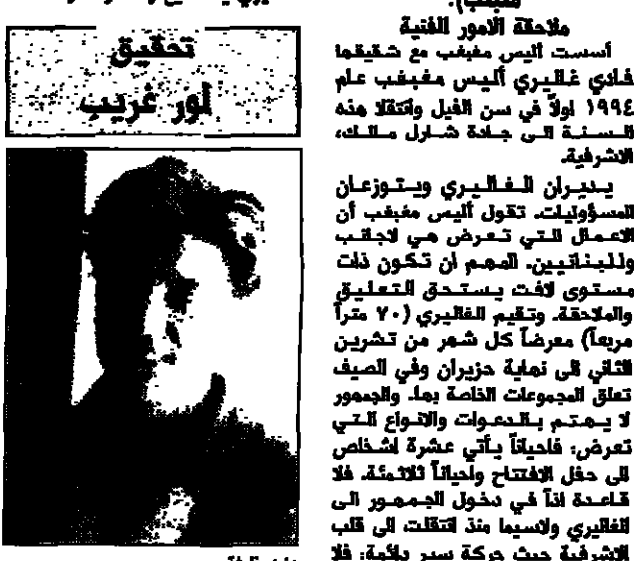 ملاحقة الامور الفنية
أسست أليس مغبغب مع شقيقها
فادي غاليري أليس مغبغب عام
١٩٩٤ اولاً في سن الفيل وانتقلا هذه
السنة الى جادة شارل مالك،
الاشرفية.
يديران الغاليري ويتوزعان
المسؤوليات. تقول أليس مغبغب أن
الاعمال التي تعرض هي لاجانب
وللبنانيين. المهم ان تكون ذات
مستوى لافت يستحق التعليق
والملاحقة. وتقيم الغاليري (٧٠ متراً
مربعاً) معرضاً كل شهر من تشرين
الثاني الى نهاية حزيران وفي الصيف
تعلق المجموعات الخاصة بها. والجمهور
لا يهتم بالدعوات والانواع التي
تعرض: فاحياناً يأتي عشرة اشخاص
الى حفل الافتتاح واحياناً ثلاثمئة. فلا
قاعدة اذاً في دخول الجمهور الى
الغاليري ولاسيما منذ انتقلت الى قلب
الاشرفية حيث حركة سير دائمة: فلا
تحقيق
لور غريب